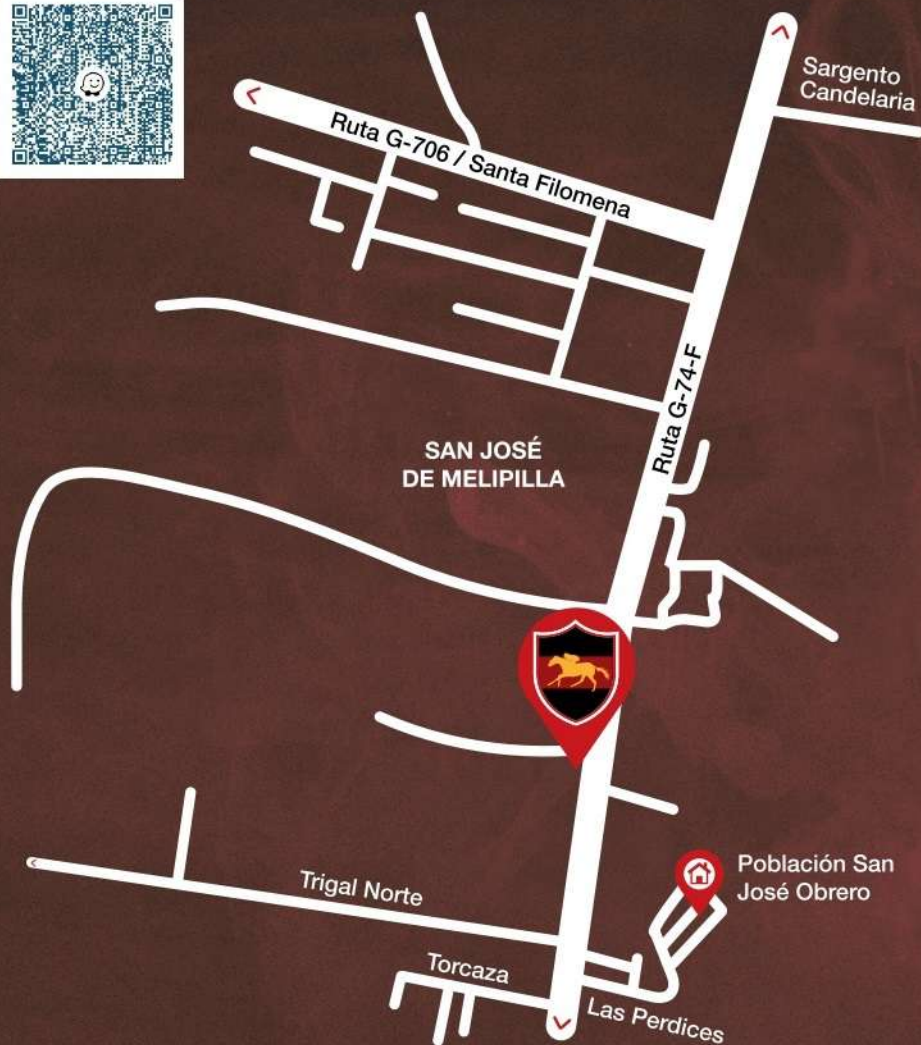 Sargento
Candelaria
Ruta G-706 / Santa Filomena
Ruta G-74-F
SAN JOSÉ
DE MELIPILLA
Población San
José Obrero
Trigal Norte
Torcaza
Las Perdices